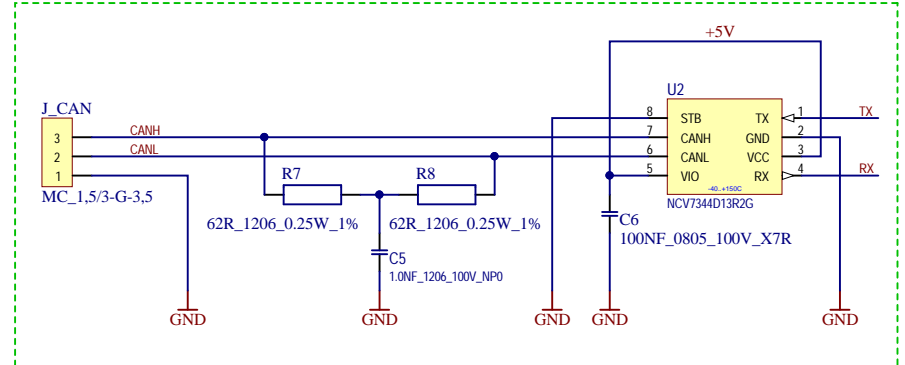 +5V
U2
J_CAN
8 STB TX 1 TX
3 CANH 7 CANH GND 2
2 CANL 6 CANL VCC 3
1 5 VIO RX 4 RX
-40..+150C
R7 R8
MC_1,5/3-G-3,5
NCV7344D13R2G
62R_1206_0.25W_1% 62R_1206_0.25W_1%
C6
100NF_0805_100V_X7R
C5
1.0NF_1206_100V_NP0
GND GND GND GND GND